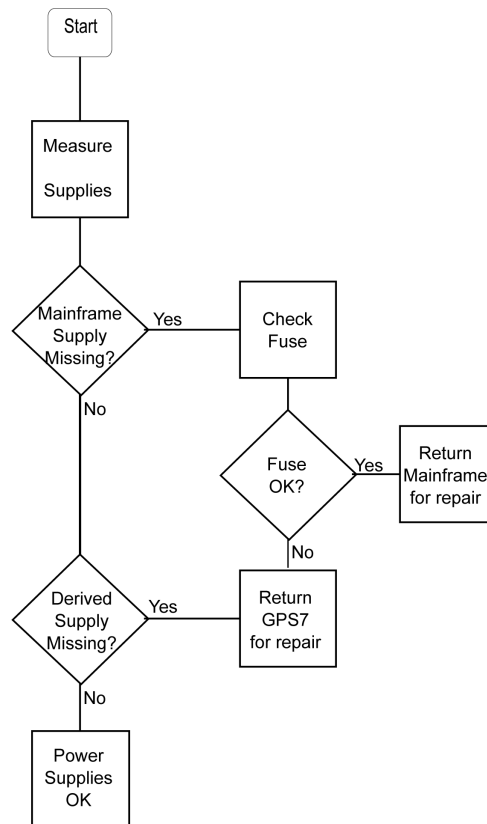 Start
Measure
Supplies
Mainframe
Supply
Missing?
Yes
Check
Fuse
No
Fuse
OK?
Yes
Return
Mainframe
for repair
No
Derived
Supply
Missing?
Yes
Return
GPS7
for repair
No
Power
Supplies
OK